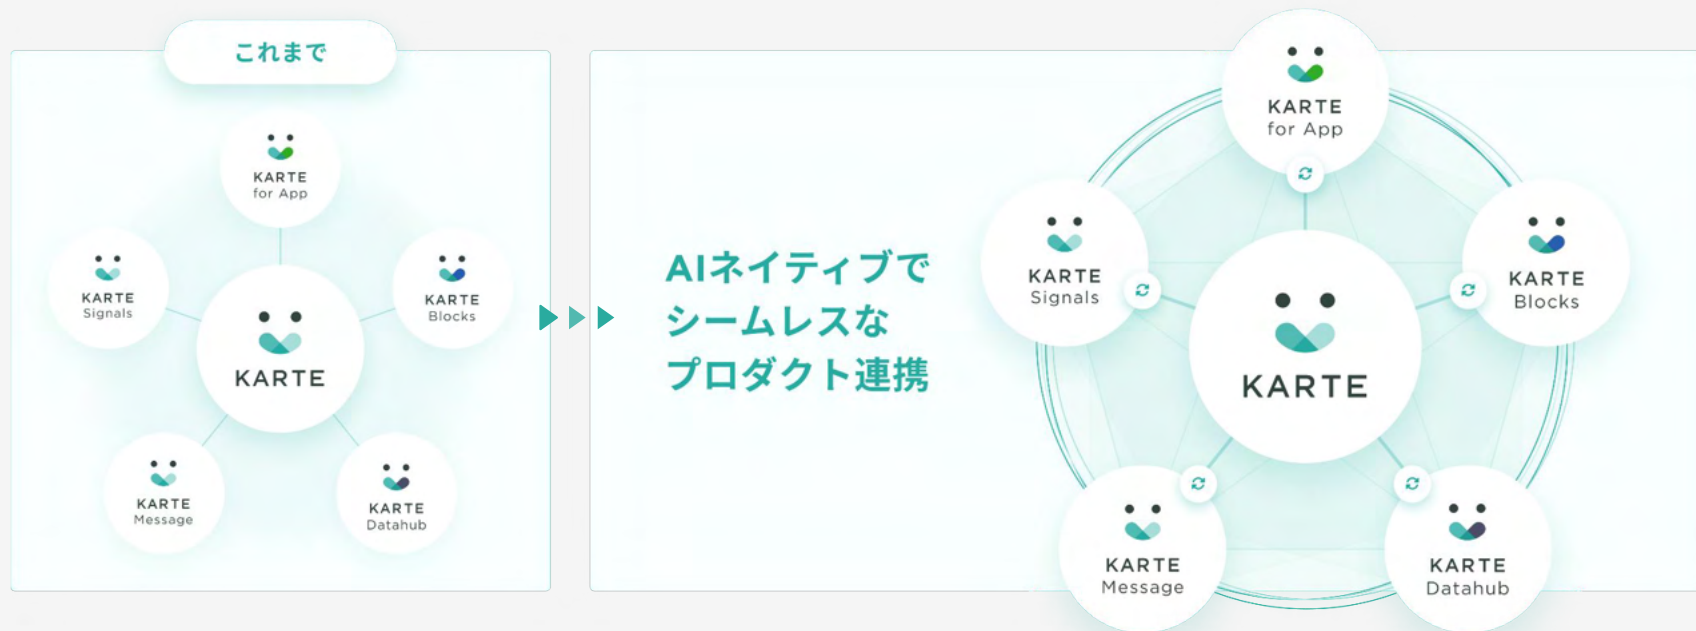 これまで
KARTE
for App
KARTE
Signals
KARTE
Blocks
KARTE
KARTE
Message
KARTE
Datahub
AIネイティブで
シームレスな
プロダクト連携
KARTE
for App
KARTE
Signals
KARTE
Blocks
KARTE
KARTE
Message
KARTE
Datahub